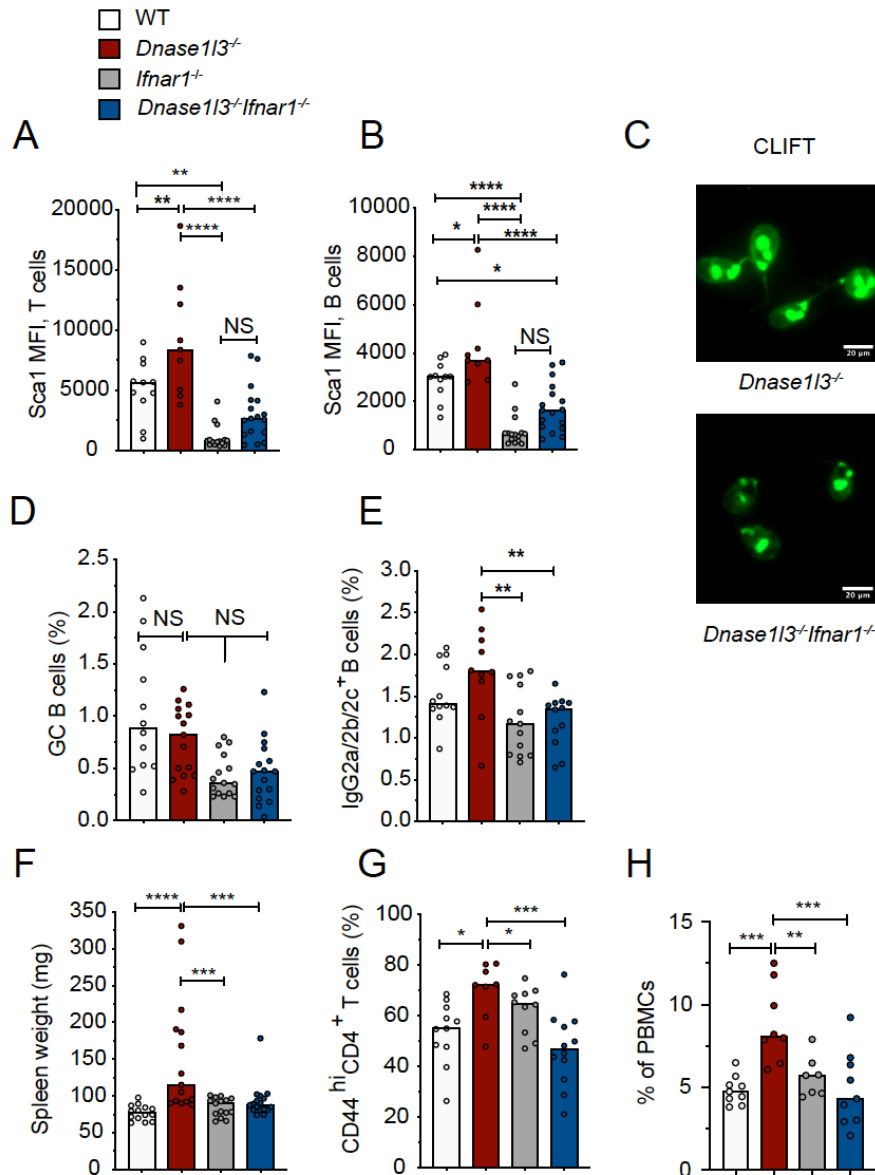 WT
Dnase1l3-/-
Ifnar1-/-
Dnase1l3-/-Ifnar1-/-
A
Sca1 MFI, T cells
20000
15000
10000
5000
0
**
**
****
****
NS
B
Sca1 MFI, B cells
10000
8000
6000
4000
2000
0
****
****
*
****
*
NS
C
CLIFT
20 µm
Dnase1l3-/-
20 µm
Dnase1l3-/-Ifnar1-/-
D
GC B cells (%)
2.5
2.0
1.5
1.0
0.5
0.0
NS
NS
E
IgG2a/2b/2c+ B cells (%)
3.0
2.5
2.0
1.5
1.0
0.5
0.0
**
**
F
Spleen weight (mg)
350
300
250
200
150
100
50
0
****
***
***
G
CD44hiCD4+ T cells (%)
100
80
60
40
20
0
***
*
*
H
% of PBMCs
15
10
5
0
***
***
**